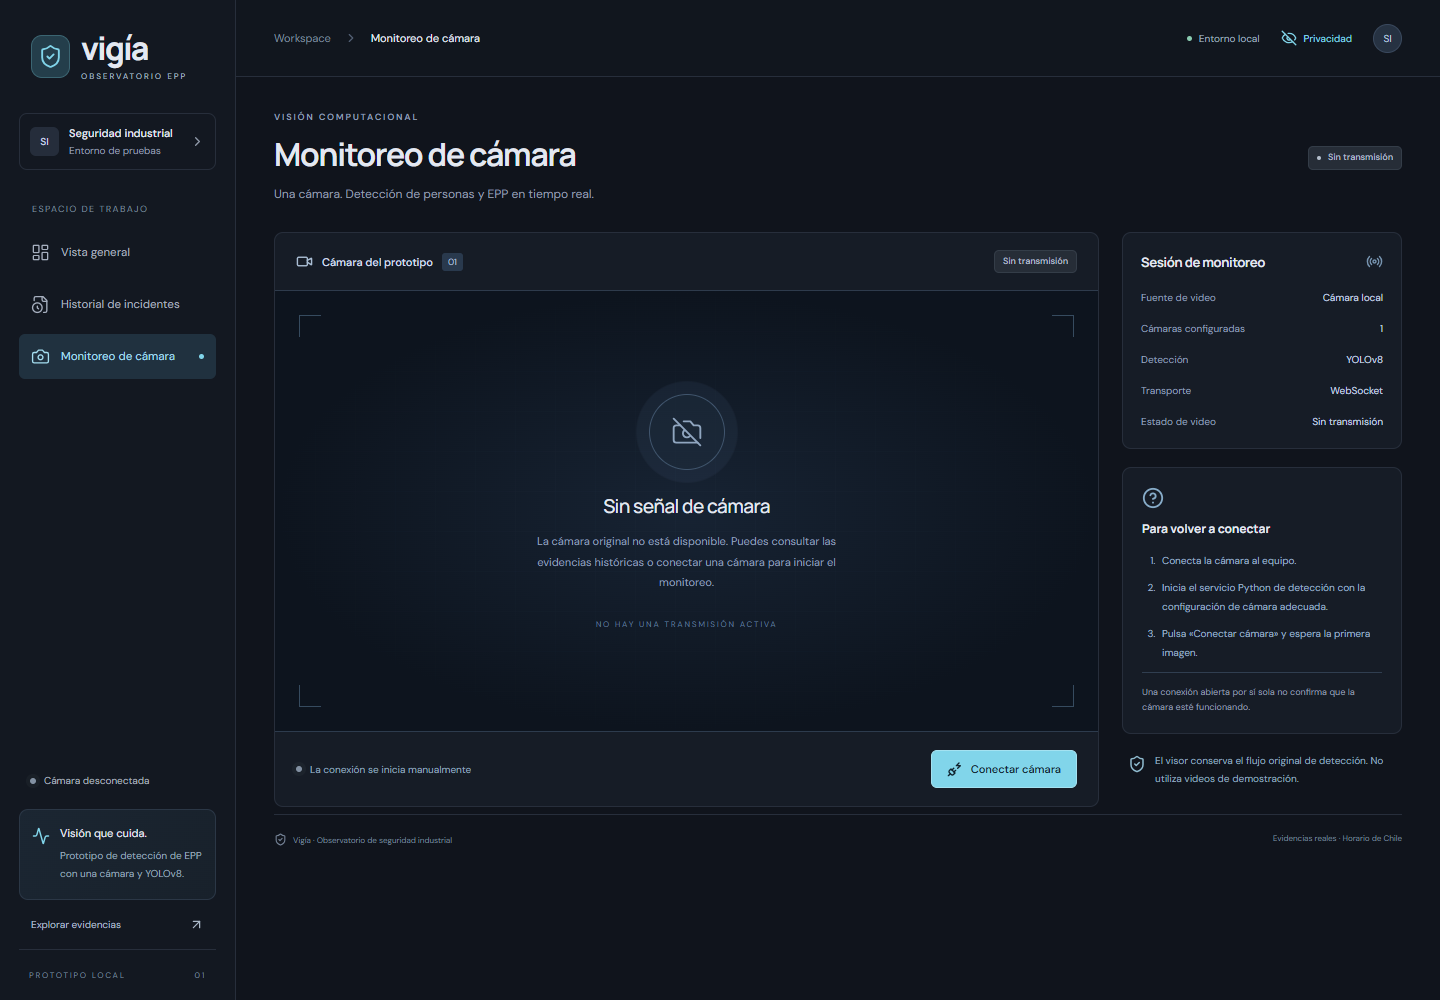 vigía
OBSERVATORIO EPP
SI
Seguridad industrial
Entorno de pruebas
ESPACIO DE TRABAJO
Vista general
Historial de incidentes
Monitoreo de cámara
Cámara desconectada
Visión que cuida.
Prototipo de detección de EPP
con una cámara y YOLOv8.
Explorar evidencias
PROTOTIPO LOCAL 01
Workspace Monitoreo de cámara
Entorno local Privacidad SI
VISIÓN COMPUTACIONAL
Monitoreo de cámara
Sin transmisión
Una cámara. Detección de personas y EPP en tiempo real.
Cámara del prototipo 01 Sin transmisión
Sin señal de cámara
La cámara original no está disponible. Puedes consultar las
evidencias históricas o conectar una cámara para iniciar el
monitoreo.
NO HAY UNA TRANSMISIÓN ACTIVA
La conexión se inicia manualmente
Conectar cámara
Sesión de monitoreo
Fuente de video Cámara local
Cámaras configuradas 1
Detección YOLOv8
Transporte WebSocket
Estado de video Sin transmisión
Para volver a conectar
1. Conecta la cámara al equipo.
2. Inicia el servicio Python de detección con la
configuración de cámara adecuada.
3. Pulsa «Conectar cámara» y espera la primera
imagen.
Una conexión abierta por sí sola no confirma que la
cámara esté funcionando.
El visor conserva el flujo original de detección. No
utiliza videos de demostración.
Vigía · Observatorio de seguridad industrial
Evidencias reales · Horario de Chile